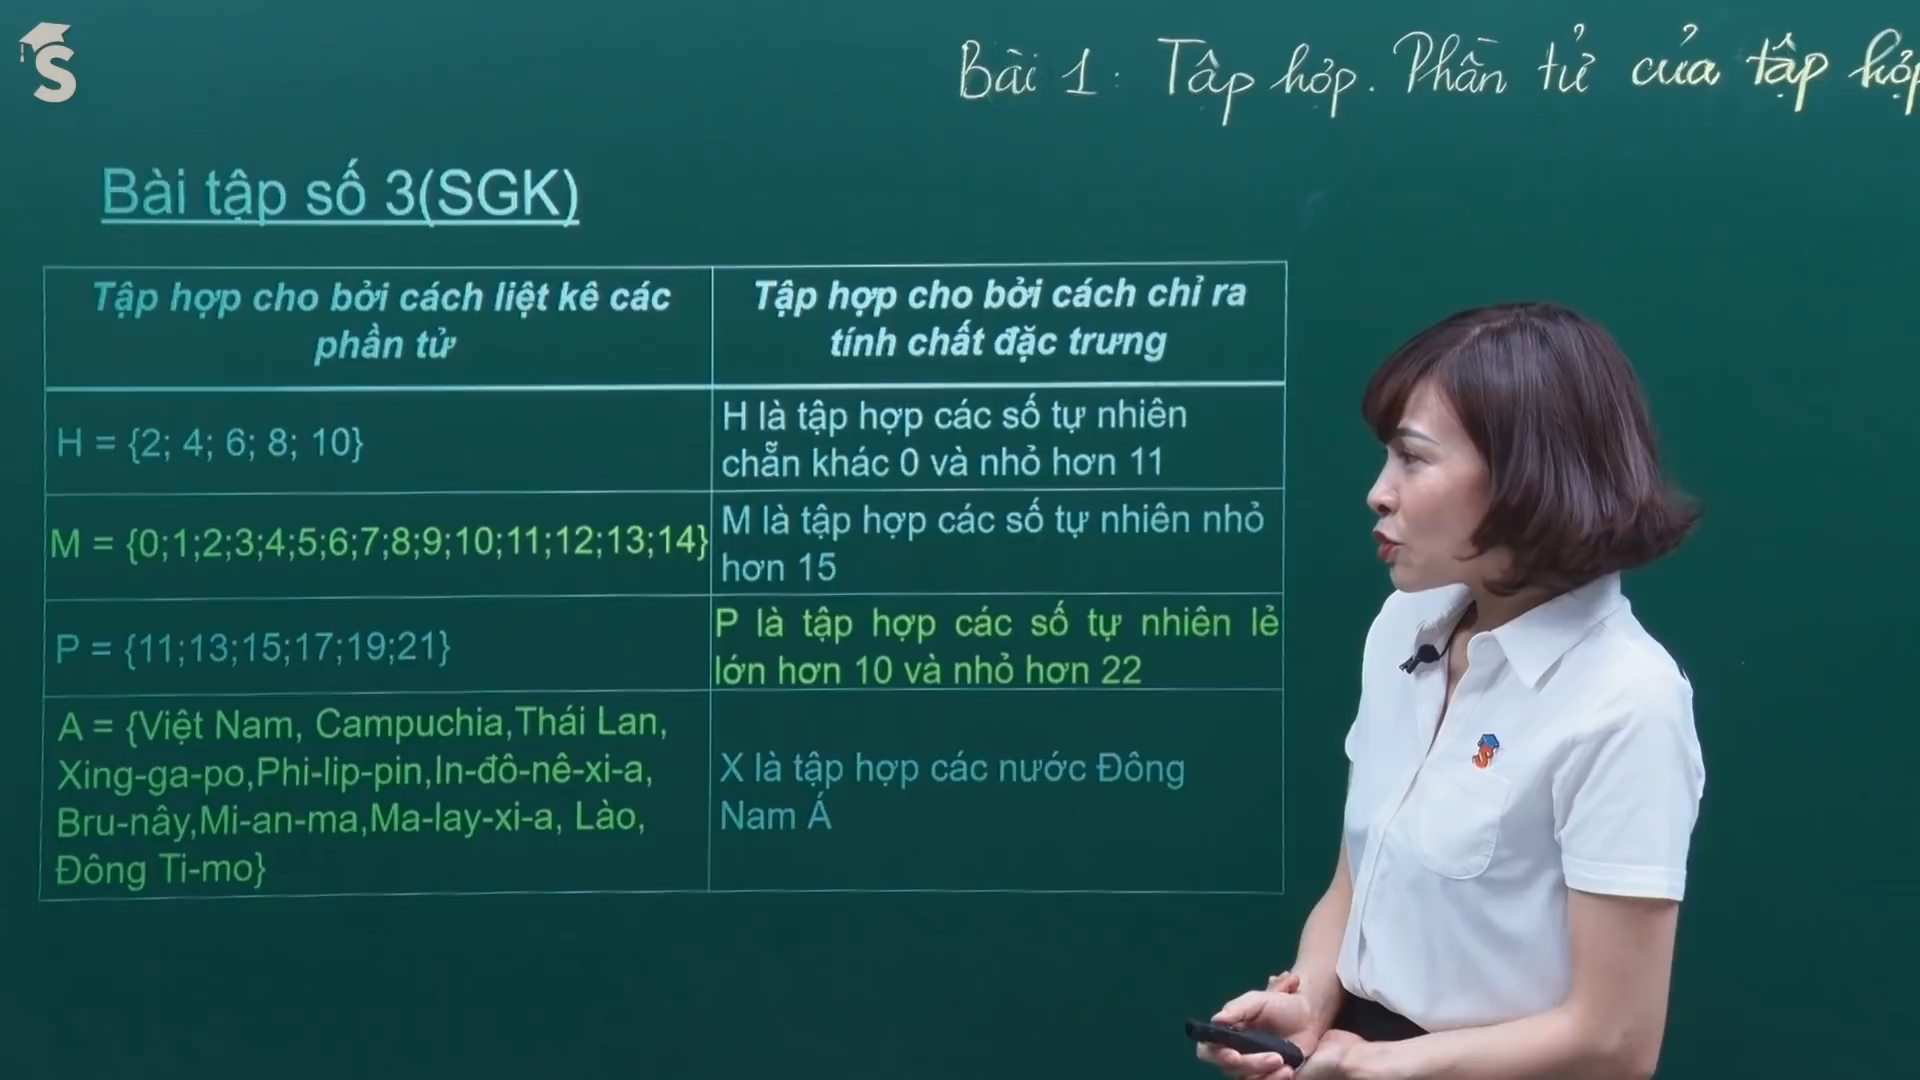 S
Bài 1: Tập hợp. Phần tử của tập hợp
Bài tập số 3(SGK)
Tập hợp cho bởi cách liệt kê các
phần tử
Tập hợp cho bởi cách chỉ ra
tính chất đặc trưng
H = {2; 4; 6; 8; 10}
H là tập hợp các số tự nhiên
chẵn khác 0 và nhỏ hơn 11
M = {0;1;2;3;4;5;6;7;8;9;10;11;12;13;14}
M là tập hợp các số tự nhiên nhỏ
hơn 15
P = {11;13;15;17;19;21}
P là tập hợp các số tự nhiên lẻ
lớn hơn 10 và nhỏ hơn 22
A = {Việt Nam, Campuchia,Thái Lan,
Xing-ga-po,Phi-lip-pin,In-đô-nê-xi-a,
Bru-nây,Mi-an-ma,Ma-lay-xi-a, Lào,
Đông Ti-mo}
X là tập hợp các nước Đông
Nam Á